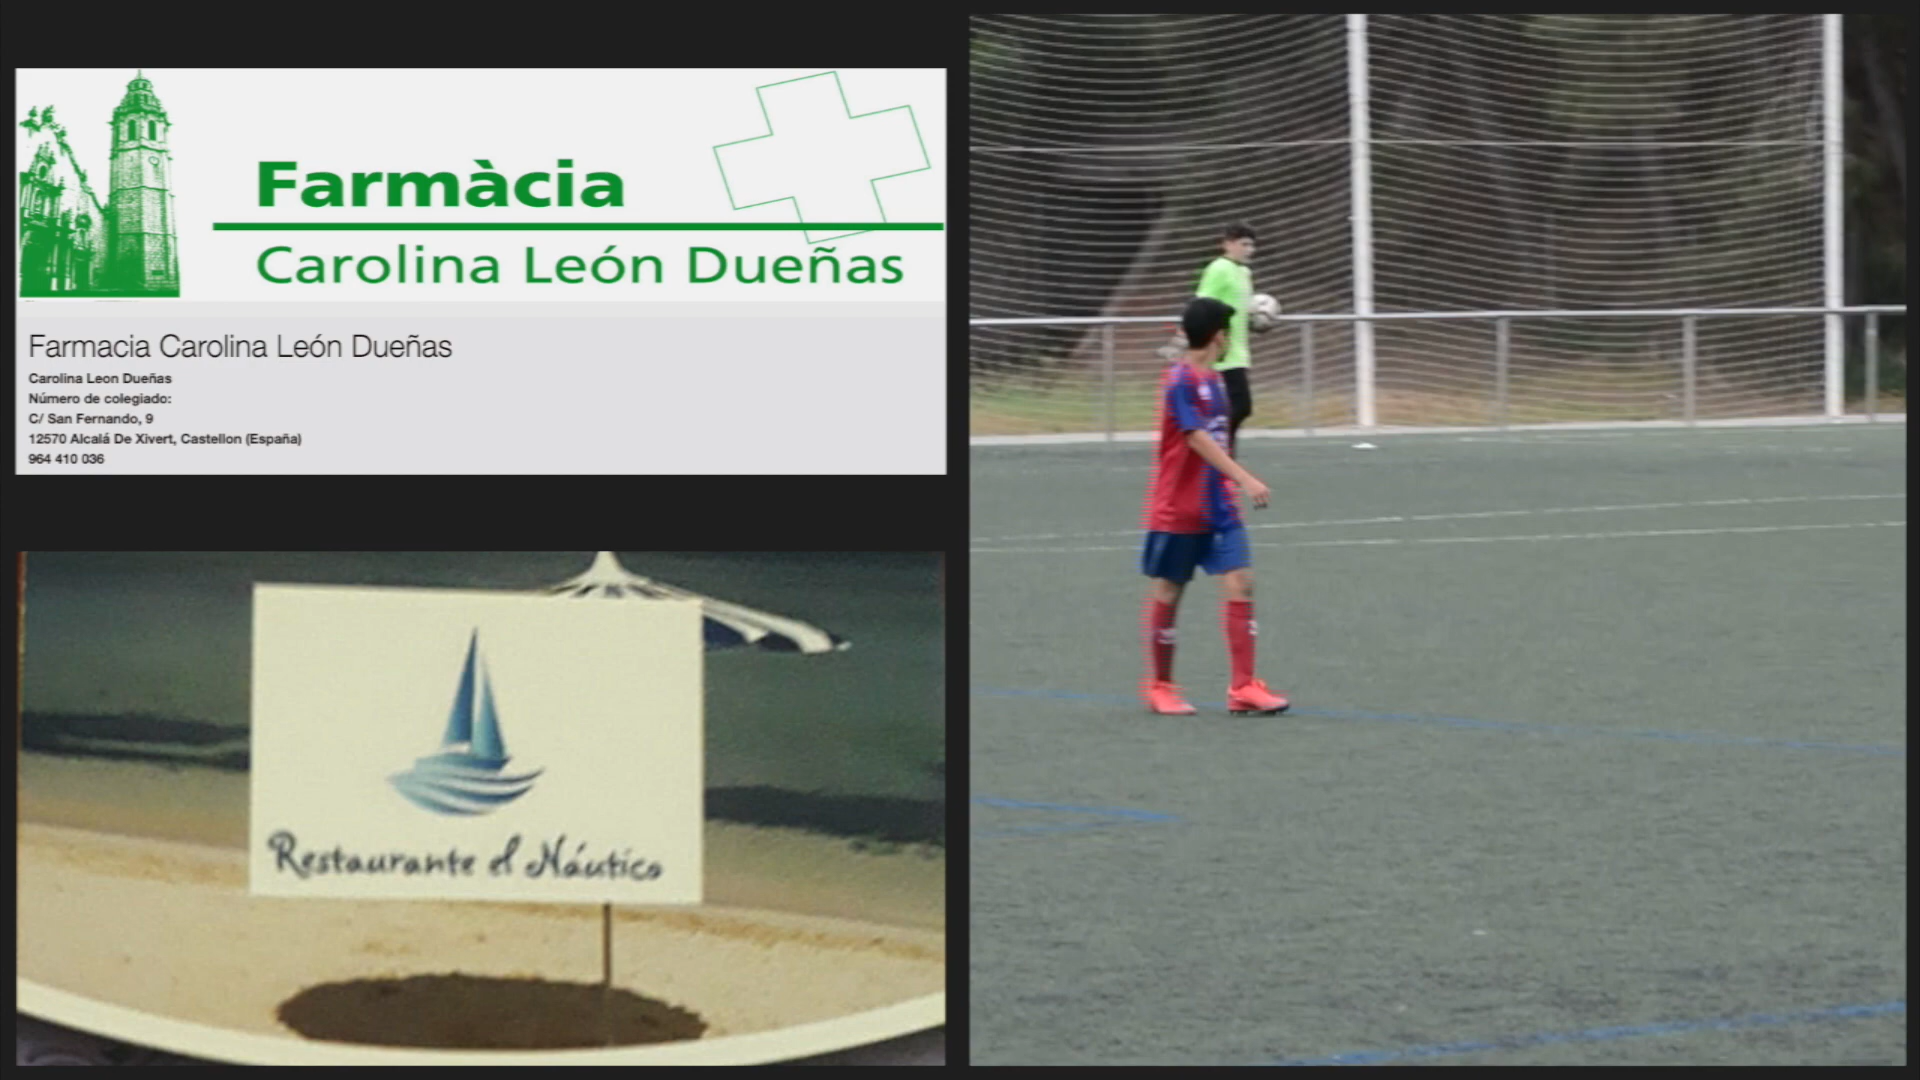 Farmàcia
Carolina León Dueñas
Farmacia Carolina León Dueñas
Carolina Leon Dueñas
Número de colegiado:
C/ San Fernando, 9
12570 Alcalá De Xivert, Castellon (España)
964 410 036
Restaurante el Náutico